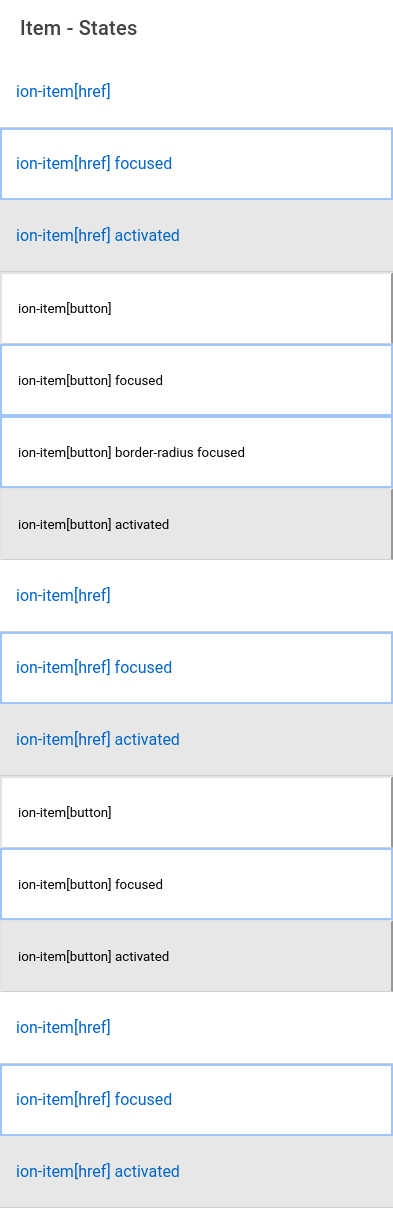 Item - States
ion-item[href]
ion-item[href] focused
ion-item[href] activated
ion-item[button]
ion-item[button] focused
ion-item[button] border-radius focused
ion-item[button] activated
ion-item[href]
ion-item[href] focused
ion-item[href] activated
ion-item[button]
ion-item[button] focused
ion-item[button] activated
ion-item[href]
ion-item[href] focused
ion-item[href] activated